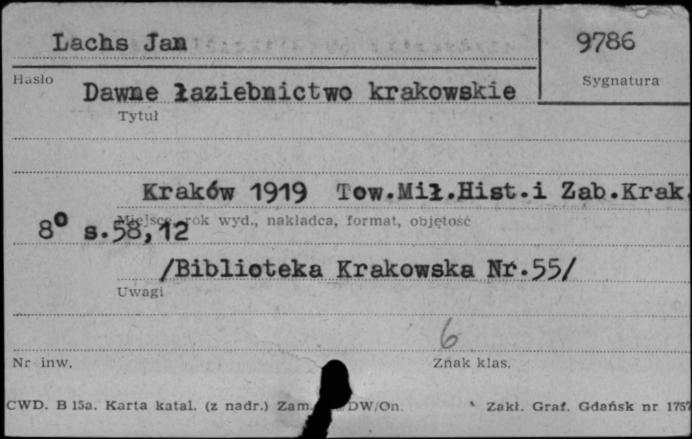 Lachs Jan
9786
Hasło
Sygnatura
Dawne łaziebnictwo krakowskie
Tytuł
Kraków 1919 Tow.Mił.Hist.i Zab.Krak.
Miejsce, rok wyd., nakładca, format, objętość
8° s.58,12
/Biblioteka Krakowska Nr.55/
Uwagi
6
Nr inw.
Znak klas.
CWD. B 15a. Karta katal. (z nadr.) Zam. DW/On.
Zakł. Graf. Gdańsk nr 1757